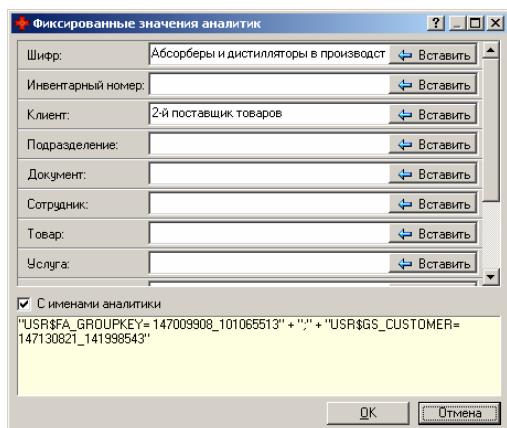 Фиксированные значения аналитик
Шифр: Абсорберы и дистилляторы в производст Вставить
Инвентарный номер: Вставить
Клиент: 2-й поставщик товаров Вставить
Подразделение: Вставить
Документ: Вставить
Сотрудник: Вставить
Товар: Вставить
Услуга: Вставить
С именами аналитики
"USR$FA_GROUPKEY= 147009908_101065513" + ";" + "USR$GS_CUSTOMER=
147130821_141998543"
OK Отмена